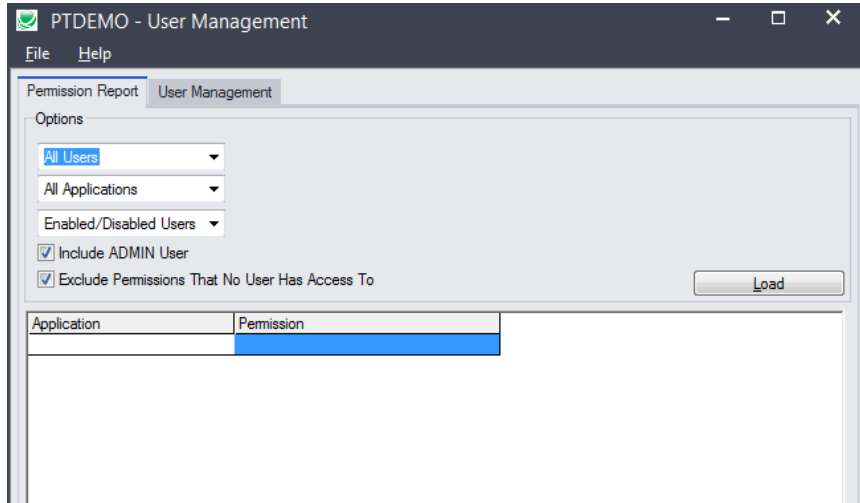 PTDEMO - User Management
File Help
Permission Report User Management
Options
All Users
All Applications
Enabled/Disabled Users
Include ADMIN User
Exclude Permissions That No User Has Access To
Load
Application Permission